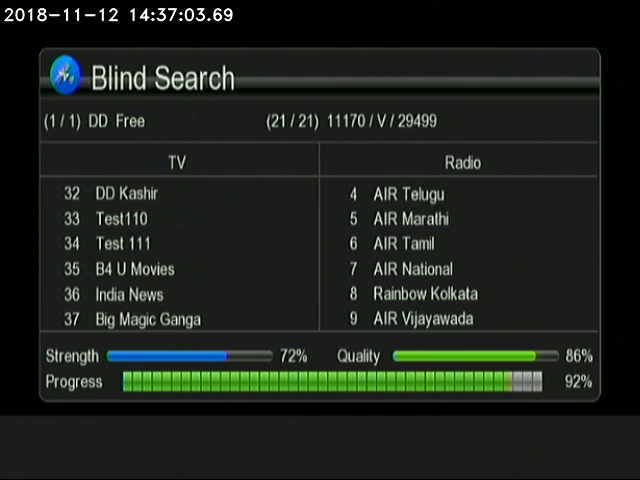 2018-11-12 14:37:03.69
Blind Search
(1 / 1) DD Free (21 / 21) 11170 / V / 29499
TV Radio
32 DD Kashir 4 AIR Telugu
33 Test110 5 AIR Marathi
34 Test 111 6 AIR Tamil
35 B4 U Movies 7 AIR National
36 India News 8 Rainbow Kolkata
37 Big Magic Ganga 9 AIR Vijayawada
Strength 72% Quality 86%
Progress 92%